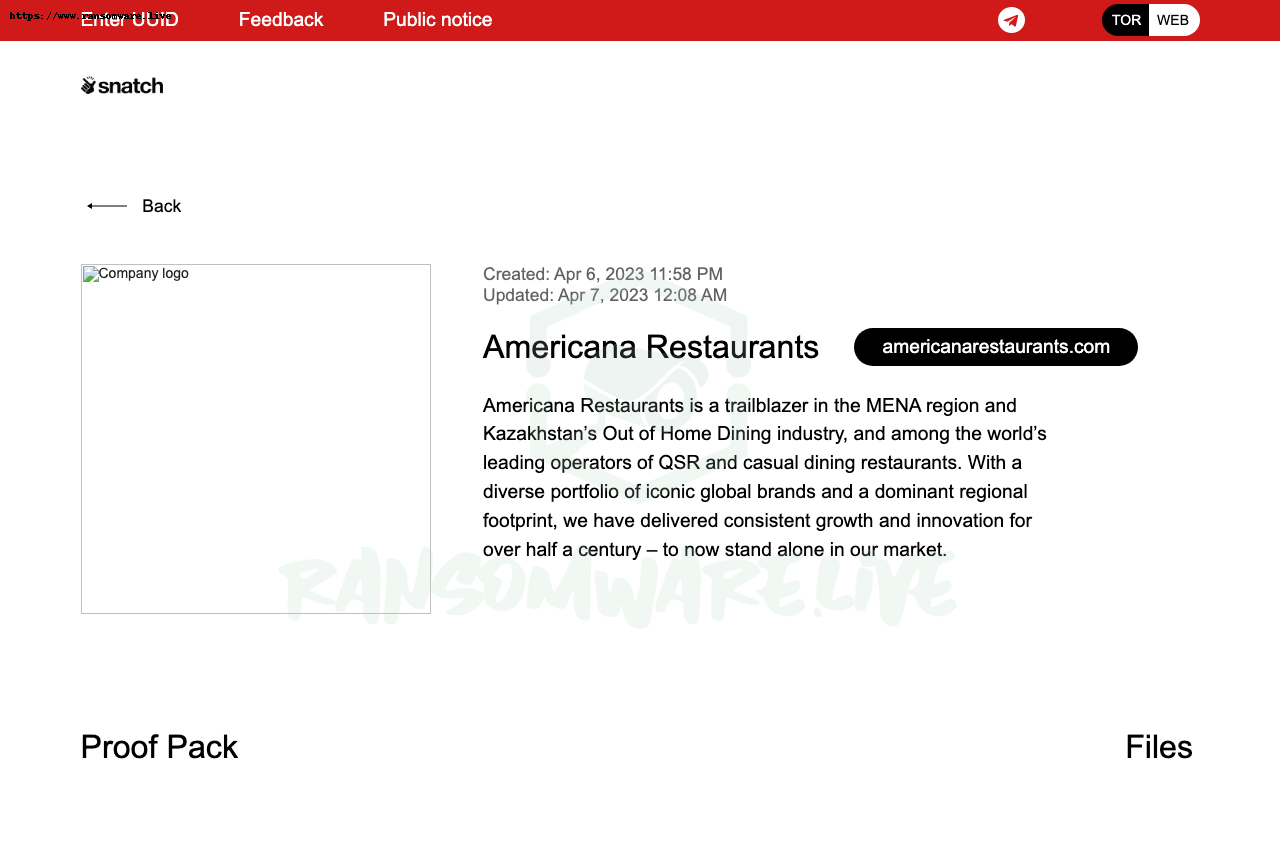 https://www.ransomware.live
Enter UUID
Feedback
Public notice
TOR
WEB
snatch
Back
Company logo
Created: Apr 6, 2023 11:58 PM
Updated: Apr 7, 2023 12:08 AM
Americana Restaurants
americanarestaurants.com
Americana Restaurants is a trailblazer in the MENA region and
Kazakhstan’s Out of Home Dining industry, and among the world’s
leading operators of QSR and casual dining restaurants. With a
diverse portfolio of iconic global brands and a dominant regional
footprint, we have delivered consistent growth and innovation for
over half a century – to now stand alone in our market.
RANSOMWARE.LIVE
Proof Pack
Files